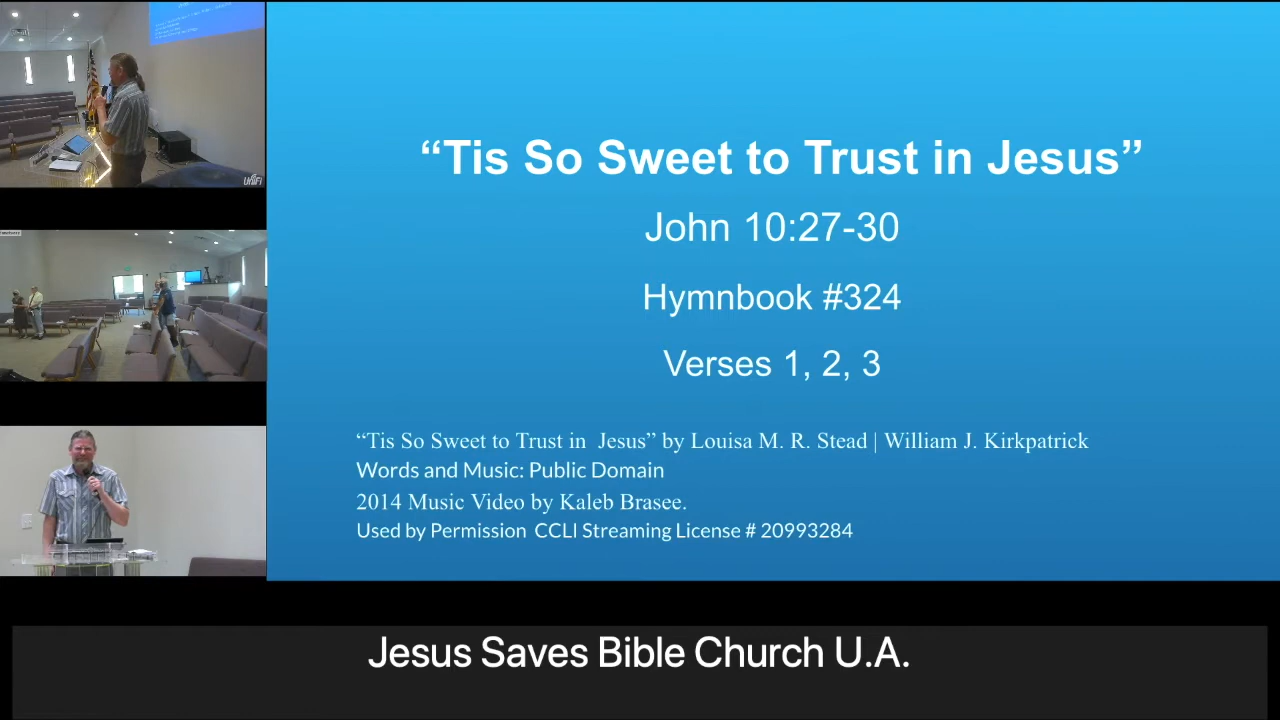 “Tis So Sweet to Trust in Jesus”
John 10:27-30
Hymnbook #324
Verses 1, 2, 3
“Tis So Sweet to Trust in  Jesus” by Louisa M. R. Stead | William J. Kirkpatrick
Words and Music: Public Domain
2014 Music Video by Kaleb Brasee.
Used by Permission  CCLI Streaming License # 20993284
Jesus Saves Bible Church U.A.
UniFi